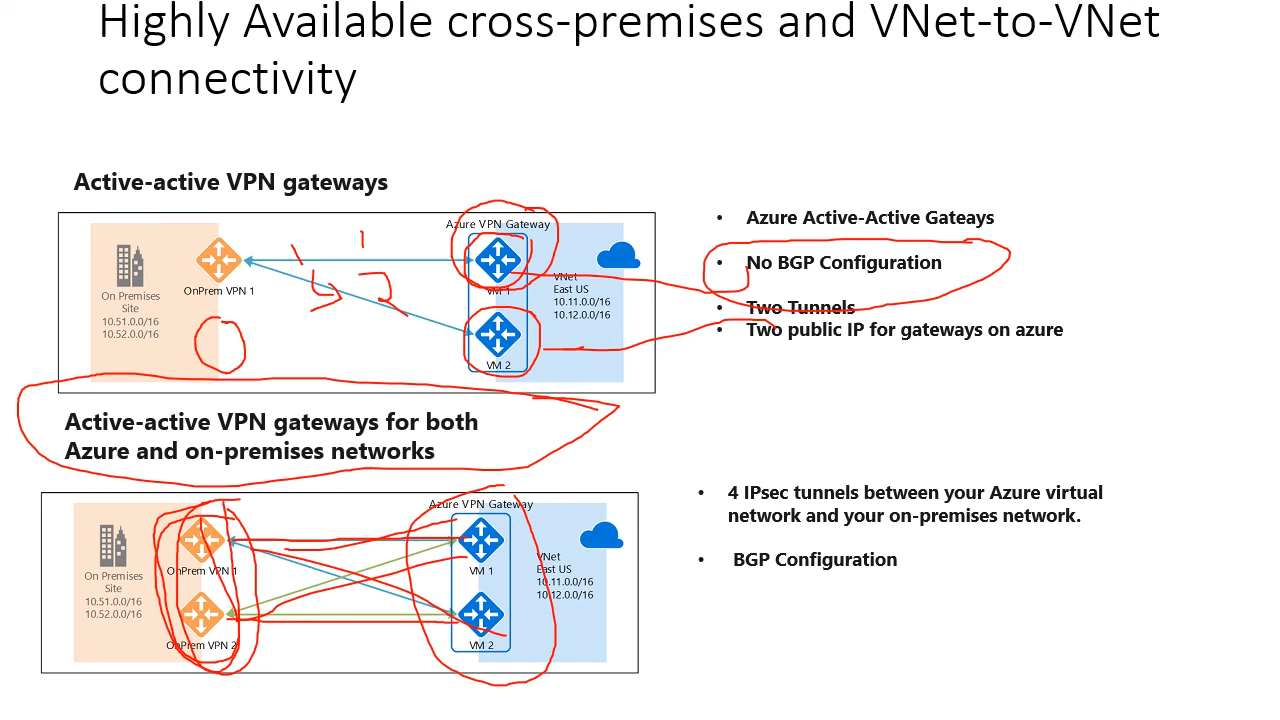 Highly Available cross-premises and VNet-to-VNet
connectivity
Active-active VPN gateways
Azure VPN Gateway
On Premises
Site
10.51.0.0/16
10.52.0.0/16
OnPrem VPN 1
1
2
VM 1
VM 2
VNet
East US
10.11.0.0/16
10.12.0.0/16
• Azure Active-Active Gateays
• No BGP Configuration
• Two Tunnels
• Two public IP for gateways on azure
Active-active VPN gateways for both
Azure and on-premises networks
Azure VPN Gateway
On Premises
Site
10.51.0.0/16
10.52.0.0/16
OnPrem VPN 1
OnPrem VPN 2
VM 1
VM 2
VNet
East US
10.11.0.0/16
10.12.0.0/16
• 4 IPsec tunnels between your Azure virtual
network and your on-premises network.
• BGP Configuration